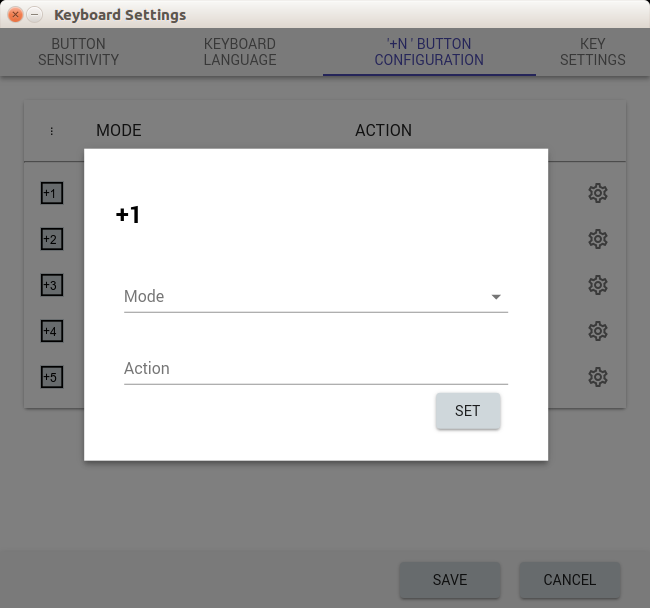 Keyboard Settings
BUTTON
SENSITIVITY
KEYBOARD
LANGUAGE
'+N ' BUTTON
CONFIGURATION
KEY
SETTINGS
MODE
ACTION
+1
+2
+3
+4
+5
+1
Mode
Action
SET
SAVE
CANCEL